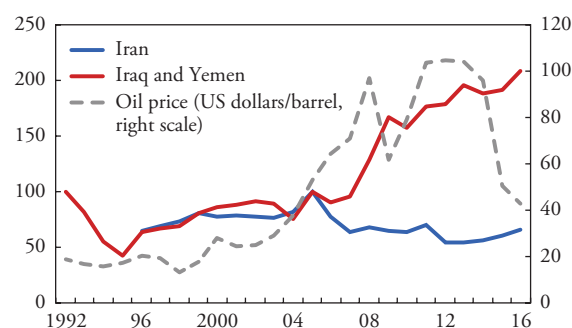 250
200
150
100
50
0
120
100
80
60
40
20
0
Iran
Iraq and Yemen
Oil price (US dollars/barrel,
right scale)
1992 96 2000 04 08 12 16